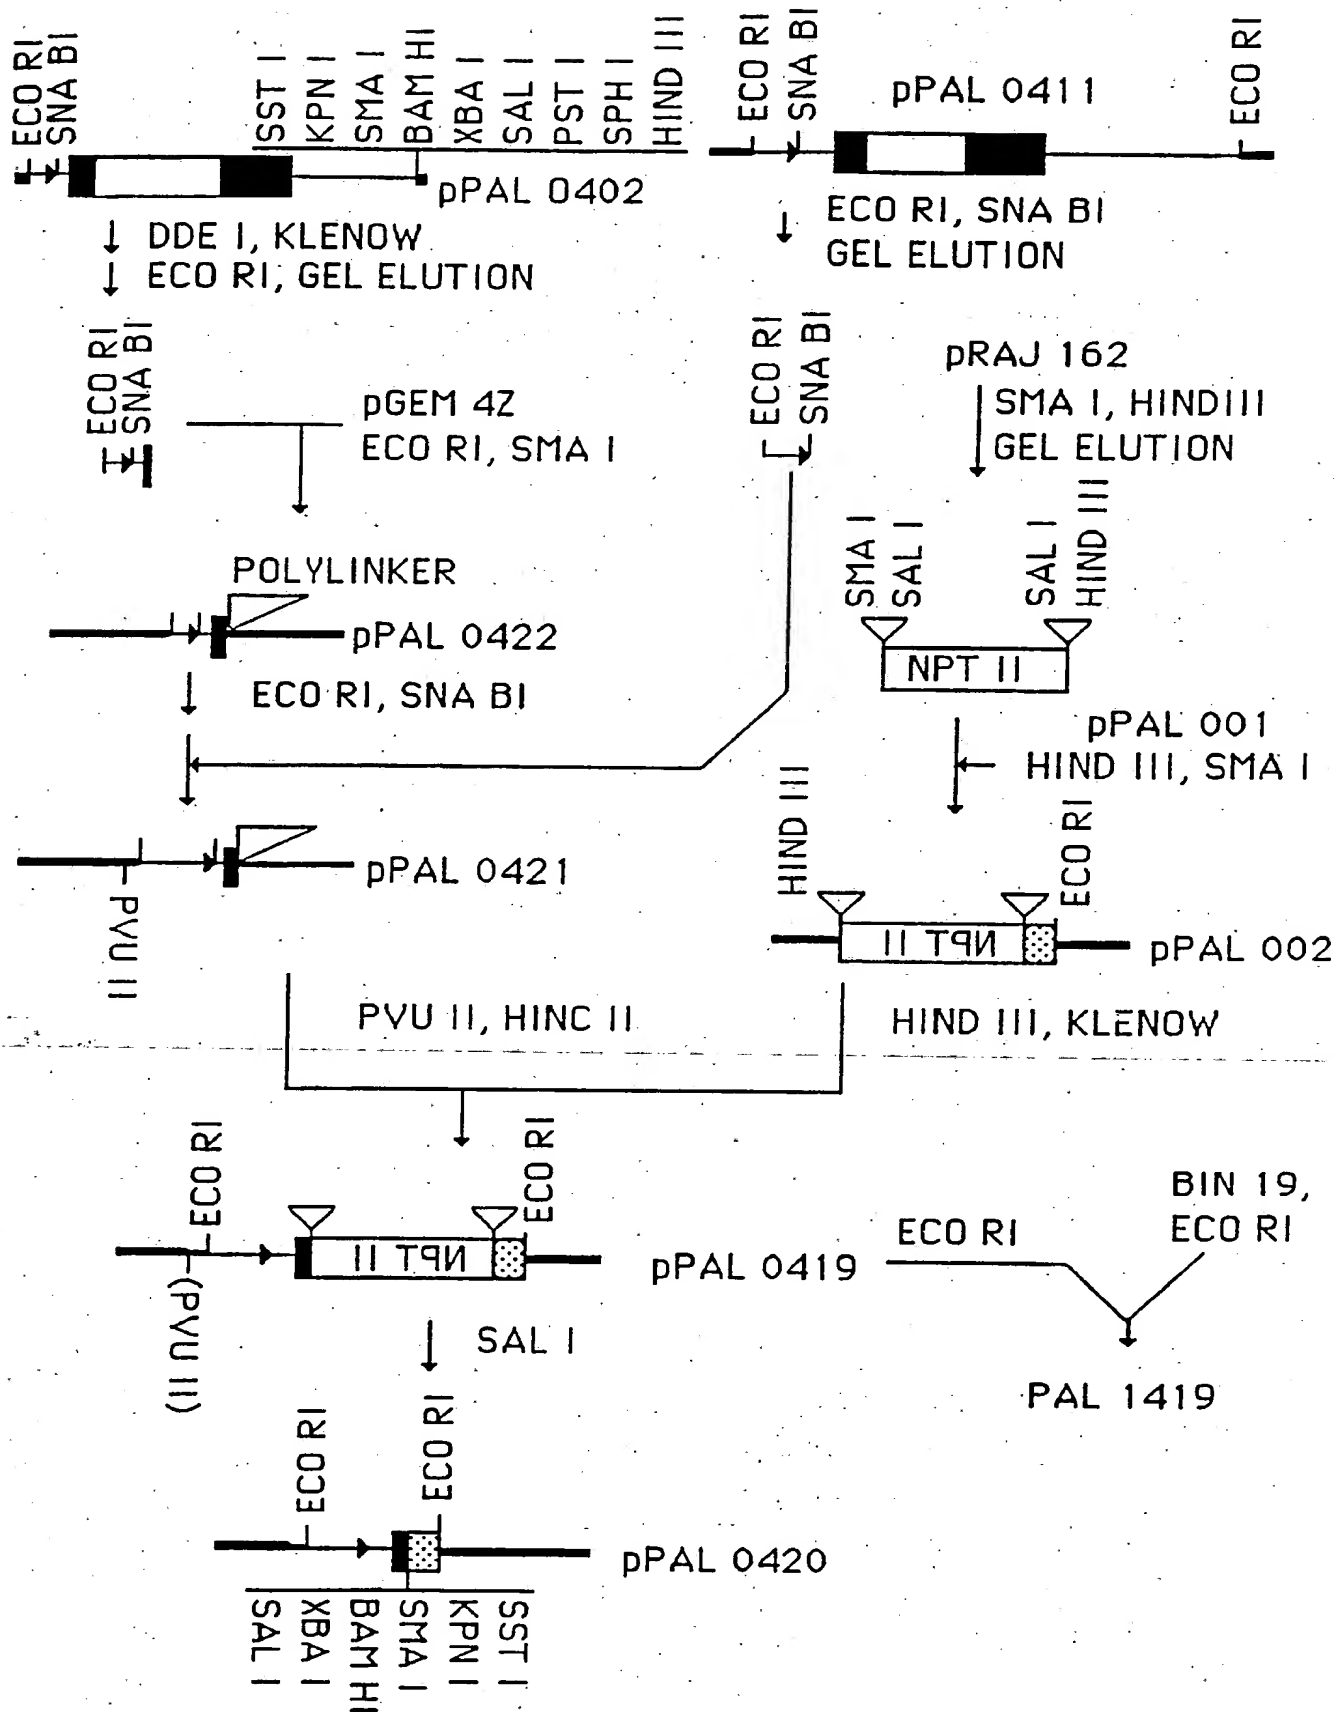 ECO RI
SNA BI
SST I
KPN I
SMA I
BAM HI
XBA I
SAL I
PST I
SPH I
HIND III
pPAL 0402
ECO RI
SNA BI
pPAL 0411
ECO RI
DDE I, KLENOW
ECO RI, GEL ELUTION
ECO RI, SNA BI
GEL ELUTION
ECO RI
SNA BI
pGEM 4Z
ECO RI, SMA I
ECO RI
SNA BI
pRAJ 162
SMA I, HINDIII
GEL ELUTION
POLYLINKER
pPAL 0422
ECO RI, SNA BI
SMA I
SAL I
SAL I
HIND III
NPT II
pPAL 001
HIND III, SMA I
pPAL 0421
PVU II
HIND III
ECO RI
NPT II
pPAL 002
PVU II, HINC II
HIND III, KLENOW
ECO RI
ECO RI
NPT II
(PVU II)
pPAL 0419
ECO RI
BIN 19,
ECO RI
SAL I
PAL 1419
ECO RI
ECO RI
pPAL 0420
SAL I
XBA I
BAM HI
SMA I
KPN I
SST I